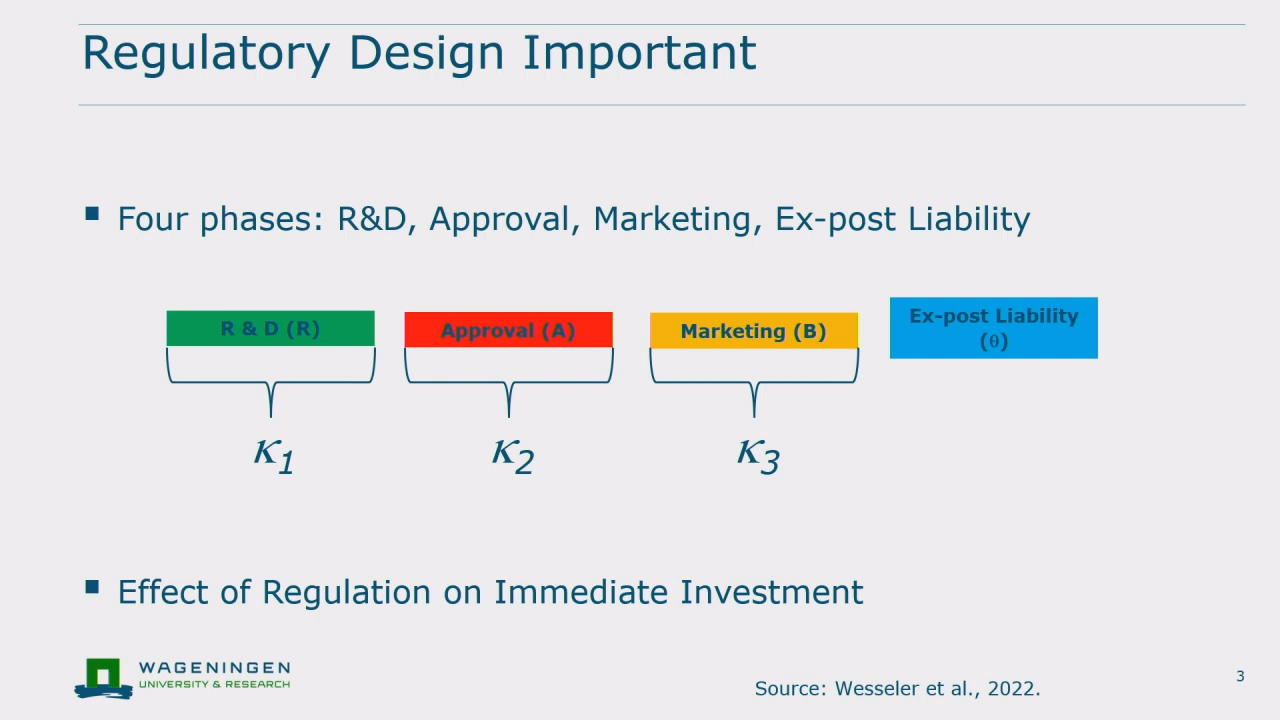 Regulatory Design Important
Four phases: R&D, Approval, Marketing, Ex-post Liability
R & D (R)
Approval (A)
Marketing (B)
Ex-post Liability
(θ)
κ1
κ2
κ3
Effect of Regulation on Immediate Investment
WAGENINGEN
UNIVERSITY & RESEARCH
Source: Wesseler et al., 2022.
3